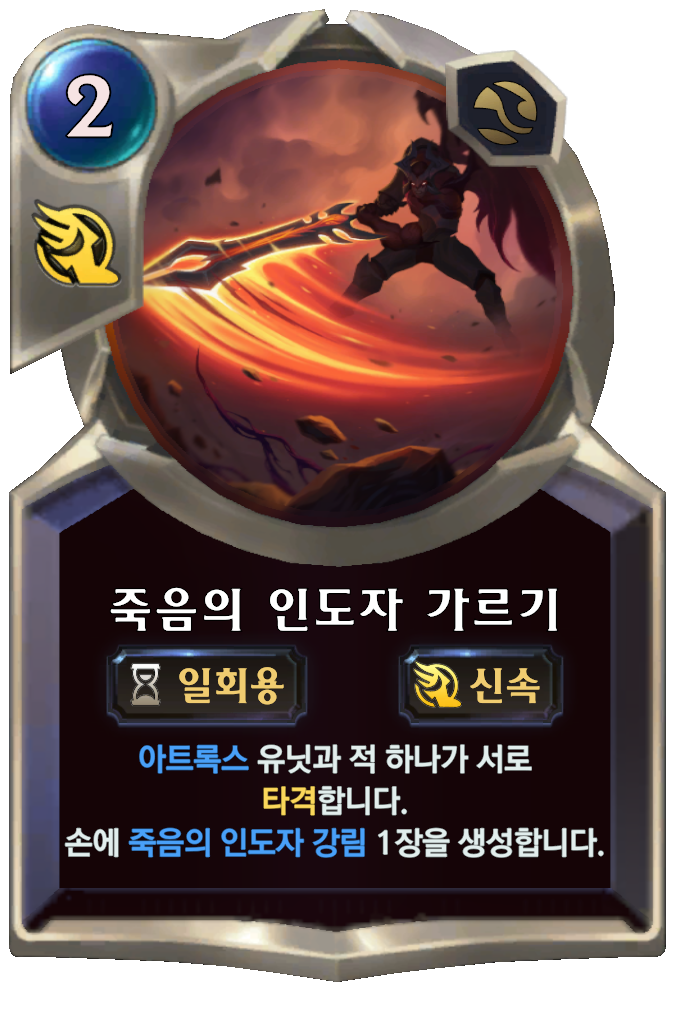 2
죽음의 인도자 가르기
일회용 신속
아트록스 유닛과 적 하나가 서로
타격합니다.
손에 죽음의 인도자 강림 1장을 생성합니다.